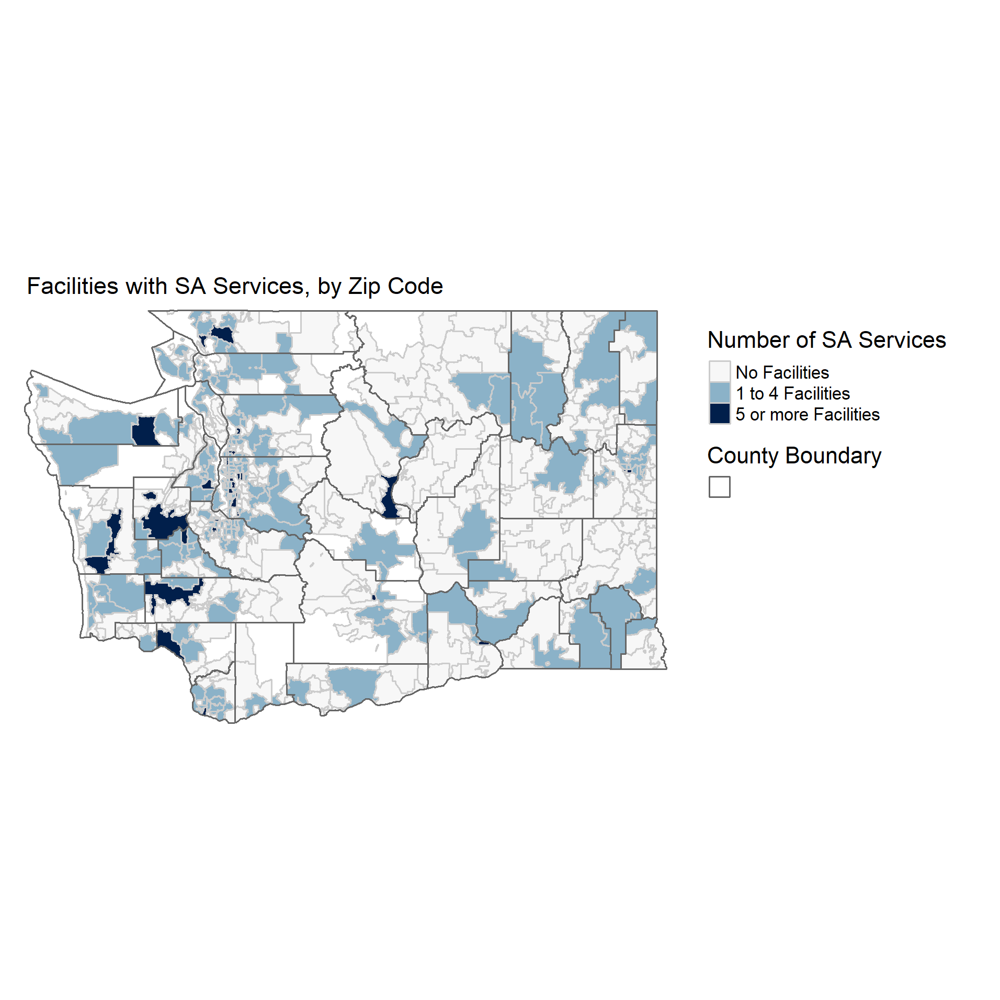 Facilities with SA Services, by Zip Code
Number of SA Services
No Facilities
1 to 4 Facilities
5 or more Facilities
County Boundary